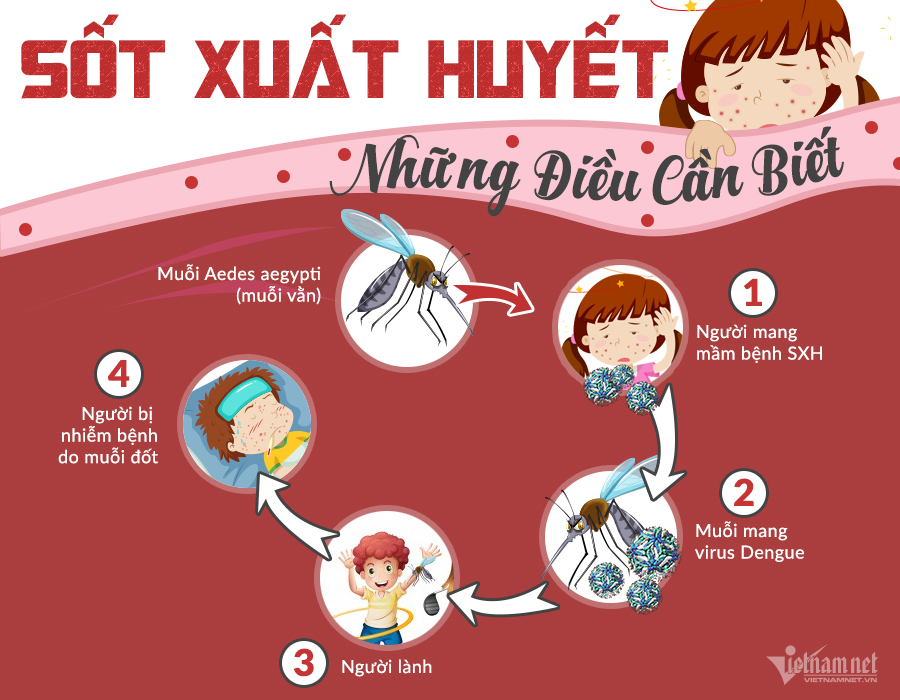 SỐT XUẤT HUYẾT
Những Điều Cần Biết
Muỗi Aedes aegypti
(muỗi vằn)
1
Người mang
mầm bệnh SXH
2
Muỗi mang
virus Dengue
3
Người lành
4
Người bị
nhiễm bệnh
do muỗi đốt
Vietnamnet
VIETNAMNET.VN